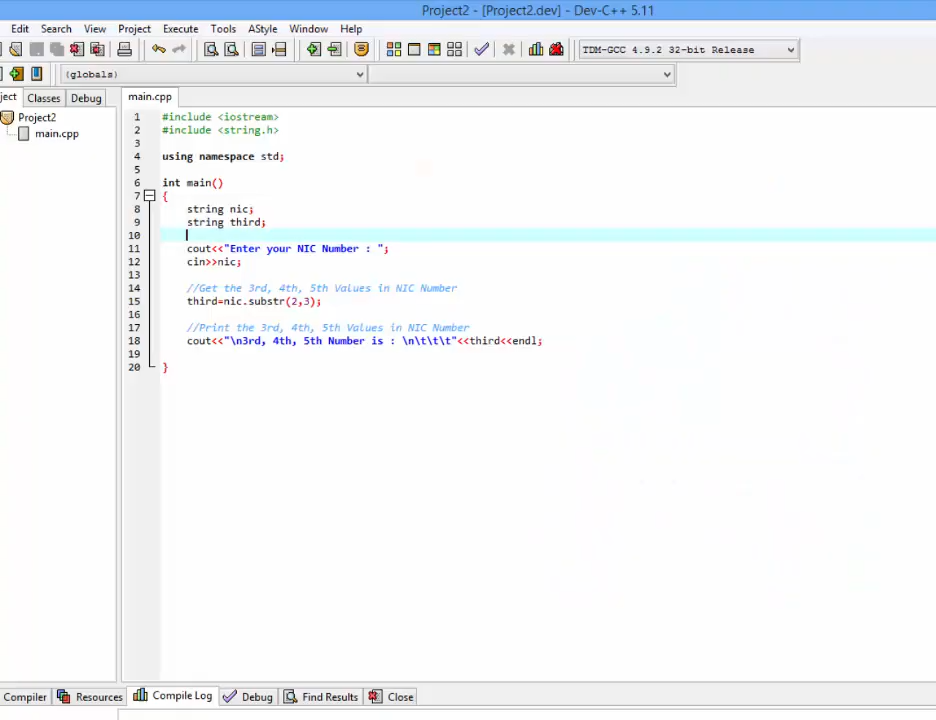 Project2 - [Project2.dev] - Dev-C++ 5.11
Edit Search View Project Execute Tools AStyle Window Help
TDM-GCC 4.9.2 32-bit Release
(globals)
ject Classes Debug main.cpp
Project2
main.cpp
1 #include <iostream>
2 #include <string.h>
3
4 using namespace std;
5
6 int main()
7 {
8 string nic;
9 string third;
10
11 cout<<"Enter your NIC Number : ";
12 cin>>nic;
13
14 //Get the 3rd, 4th, 5th Values in NIC Number
15 third=nic.substr(2,3);
16
17 //Print the 3rd, 4th, 5th Values in NIC Number
18 cout<<"\n3rd, 4th, 5th Number is : \n\t\t\t"<<third<<endl;
19
20 }
Compiler Resources Compile Log Debug Find Results Close